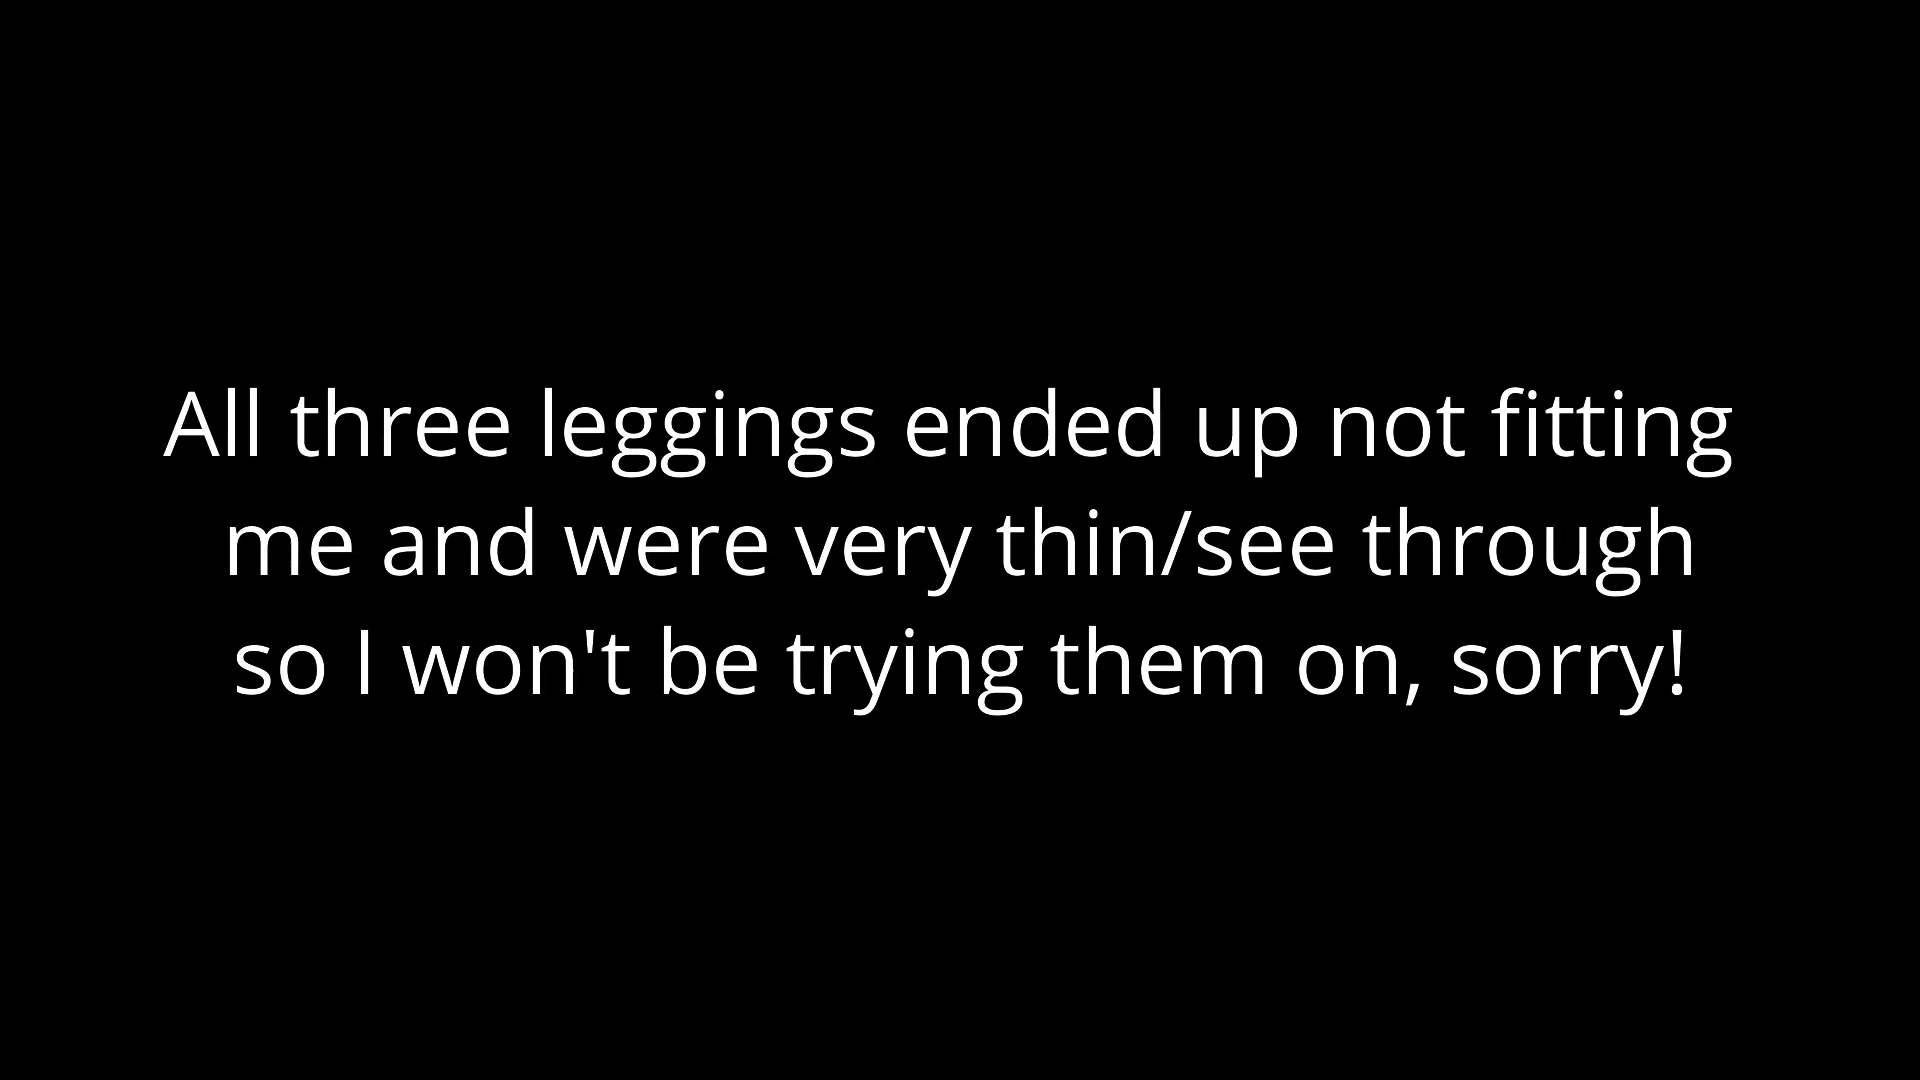 All three leggings ended up not fitting
me and were very thin/see through
so I won't be trying them on, sorry!